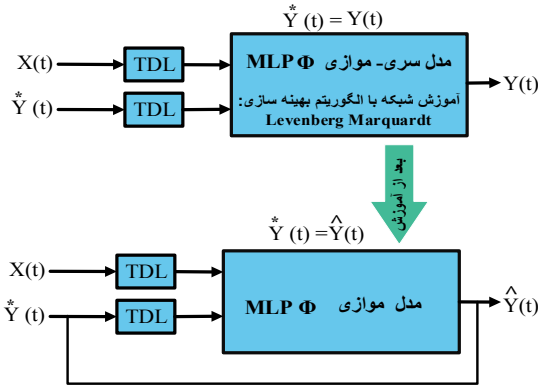 Y*(t) = Y(t)
X(t)
TDL
MLP Φ مدل سری- موازی
Y*(t)
TDL
آموزش شبکه با الگوریتم بهینه سازی:
Levenberg Marquardt
Y(t)
بعد از آموزش
Y*(t) = Ŷ(t)
X(t)
TDL
Y*(t)
TDL
MLP Φ مدل موازی
Ŷ(t)